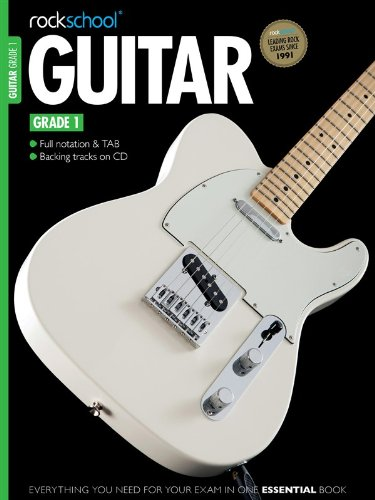 rockschool®
GUITAR GRADE 1
rockschool
LEADING ROCK
EXAMS SINCE
1991
GUITAR
GRADE 1
Full notation & TAB
Backing tracks on CD
EVERYTHING YOU NEED FOR YOUR EXAM IN ONE ESSENTIAL BOOK